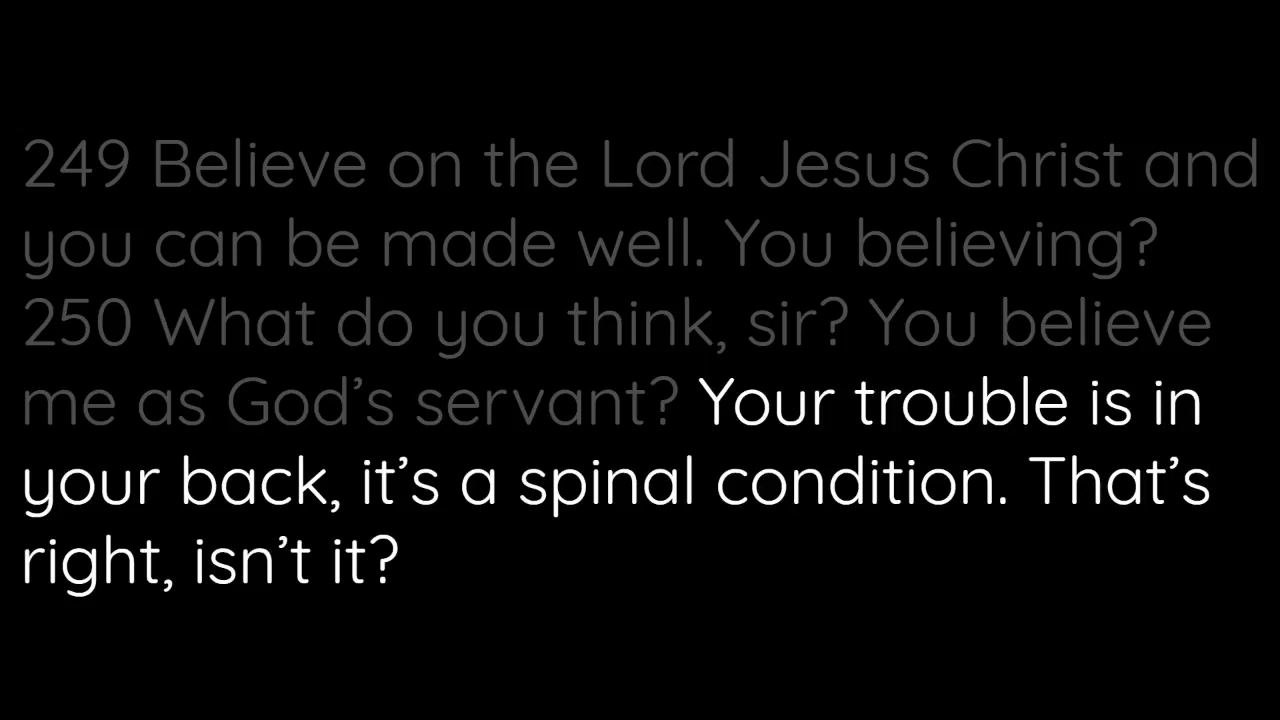 249 Believe on the Lord Jesus Christ and
you can be made well. You believing?
250 What do you think, sir? You believe
me as God’s servant? Your trouble is in
your back, it’s a spinal condition. That’s
right, isn’t it?